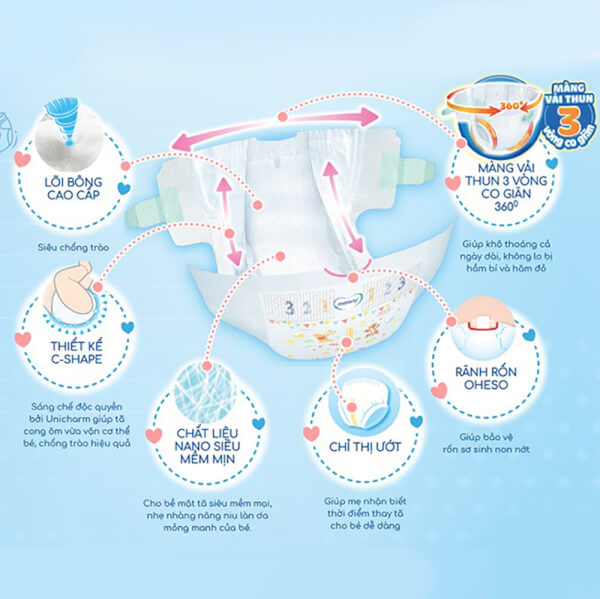 LÕI BÔNG
CAO CẤP
Siêu chống trào
THIẾT KẾ
C-SHAPE
Sáng chế độc quyền
bởi Unicharm giúp tã
cong ôm vừa vặn cơ thể
bé, chống trào hiệu quả
CHẤT LIỆU
NANO SIÊU
MỀM MỊN
Cho bề mặt tã siêu mềm mại,
nhẹ nhàng nâng niu làn da
mỏng manh của bé.
CHỈ THỊ ƯỚT
Giúp mẹ nhận biết
thời điểm thay tã
cho bé dễ dàng
RÃNH RỐN
OHESO
Giúp bảo vệ
rốn sơ sinh non nớt
360°
MÀNG
VẢI THUN
3
vòng co giãn
MÀNG VẢI
THUN 3 VÒNG
CO GIÃN
360⁰
Giúp khô thoáng cả
ngày dài, không lo bị
hầm bí và hăm đỏ
3 2 1 moony 1 2 3